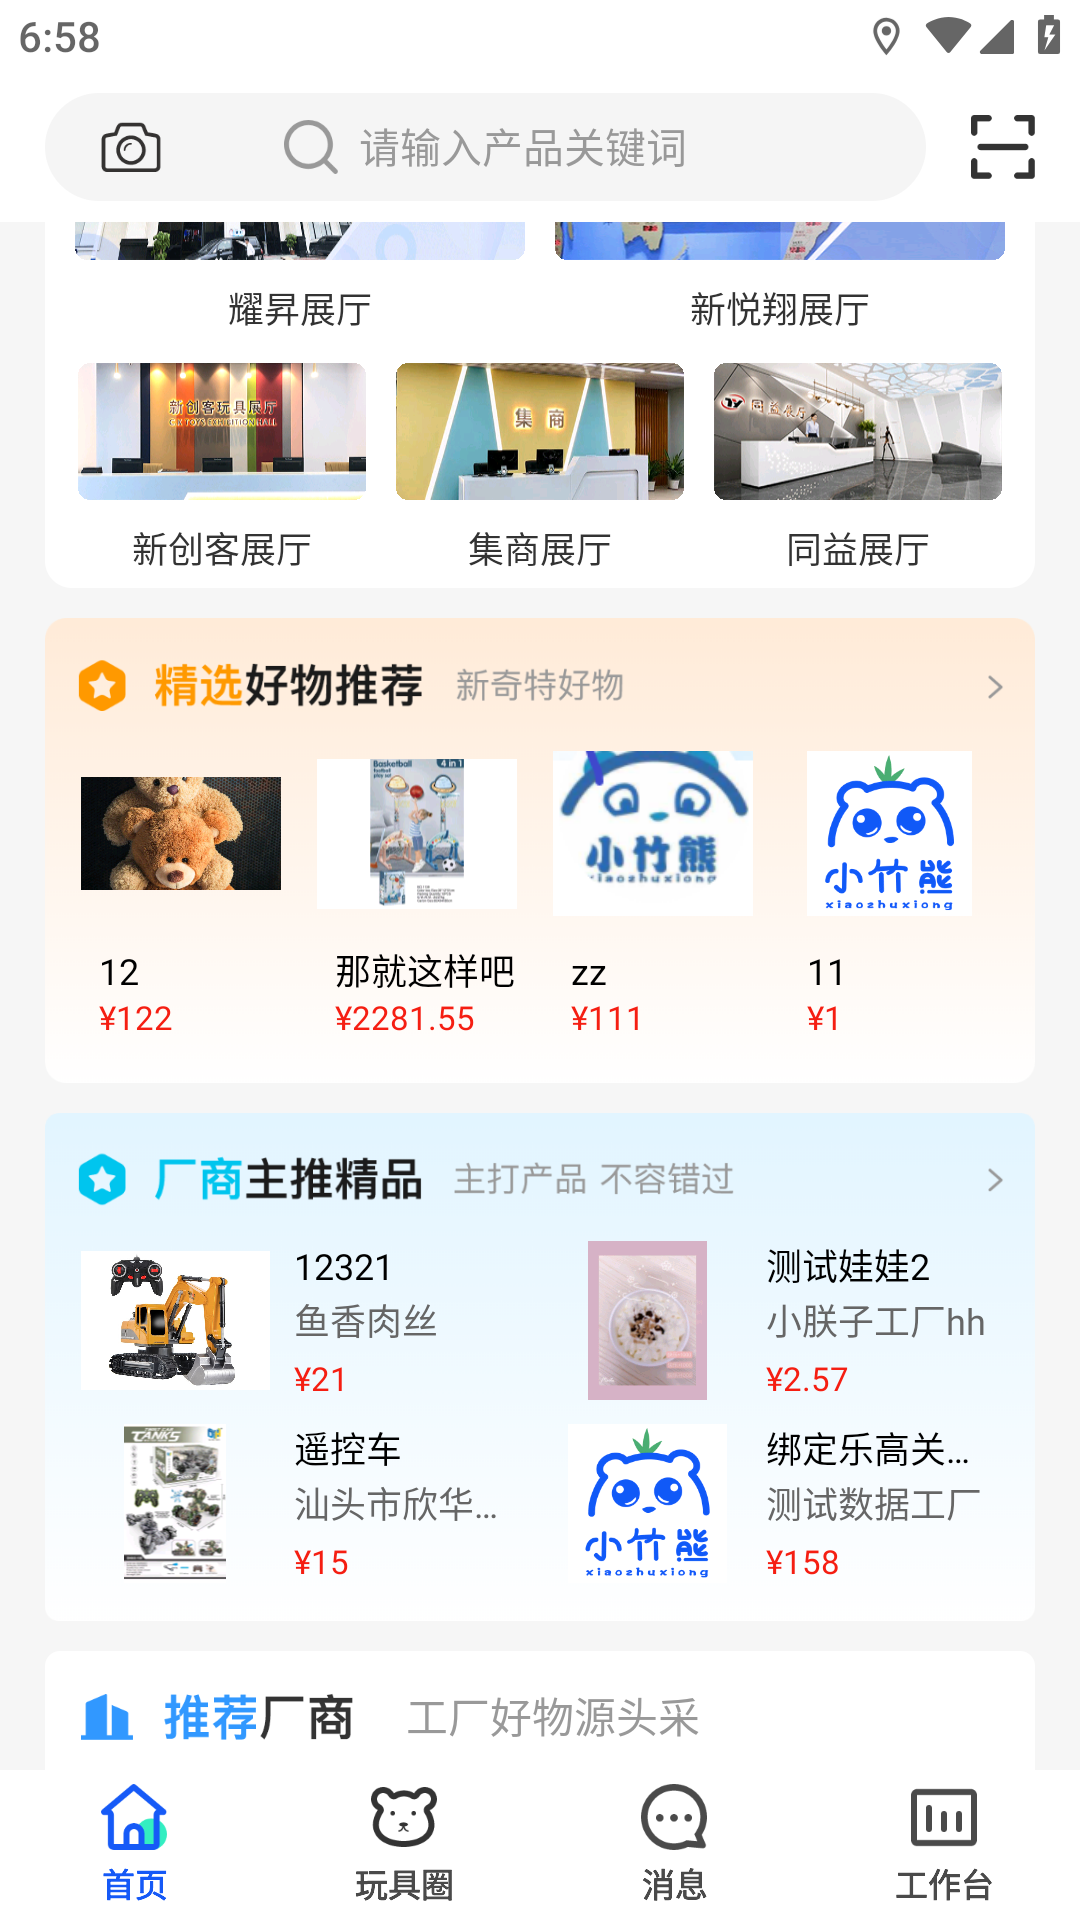 6:58
请输入产品关键词
耀昇展厅
新悦翔展厅
新创客玩具展厅
CK TOYS EXHIBITION HALL
集 商
同益展厅
新创客展厅
集商展厅
同益展厅
精选好物推荐
新奇特好物
Basketball
4 in 1
小竹熊
xiaozhuxiong
小竹熊
xiaozhuxiong
12
那就这样吧
zz
11
¥122
¥2281.55
¥111
¥1
厂商主推精品
主打产品 不容错过
12321
鱼香肉丝
¥21
测试娃娃2
小朕子工厂hh
¥2.57
TANKS
遥控车
汕头市欣华...
¥15
小竹熊
xiaozhuxiong
绑定乐高关...
测试数据工厂
¥158
推荐厂商
工厂好物源头采
首页
玩具圈
消息
工作台